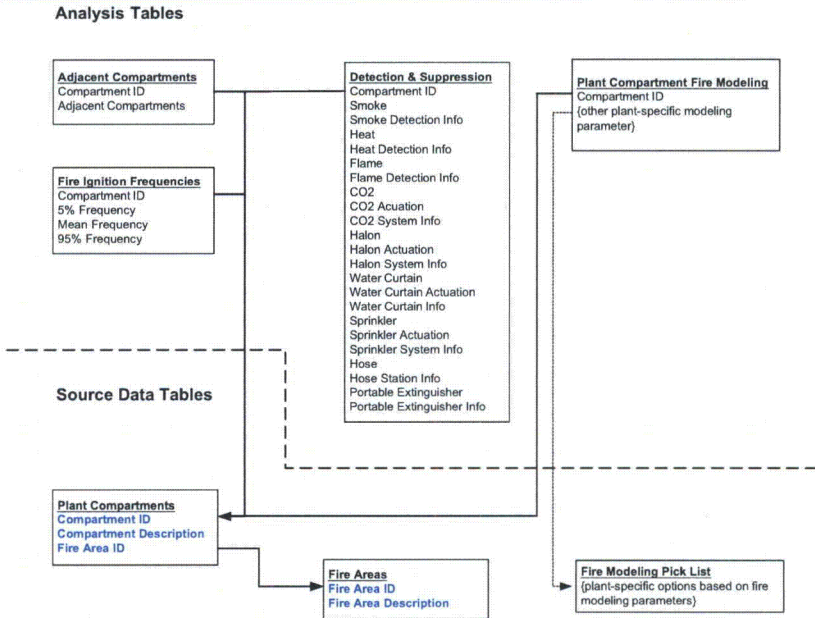 Analysis Tables
Adjacent Compartments
Compartment ID
Adjacent Compartments
Fire Ignition Frequencies
Compartment ID
5% Frequency
Mean Frequency
95% Frequency
Detection & Suppression
Compartment ID
Smoke
Smoke Detection Info
Heat
Heat Detection Info
Flame
Flame Detection Info
CO2
CO2 Acuation
CO2 System Info
Halon
Halon Actuation
Halon System Info
Water Curtain
Water Curtain Actuation
Water Curtain Info
Sprinkler
Sprinkler Actuation
Sprinkler System Info
Hose
Hose Station Info
Portable Extinguisher
Portable Extinguisher Info
Plant Compartment Fire Modeling
Compartment ID
{other plant-specific modeling
parameter}
Source Data Tables
Plant Compartments
Compartment ID
Compartment Description
Fire Area ID
Fire Areas
Fire Area ID
Fire Area Description
Fire Modeling Pick List
{plant-specific options based on fire
modeling parameters}